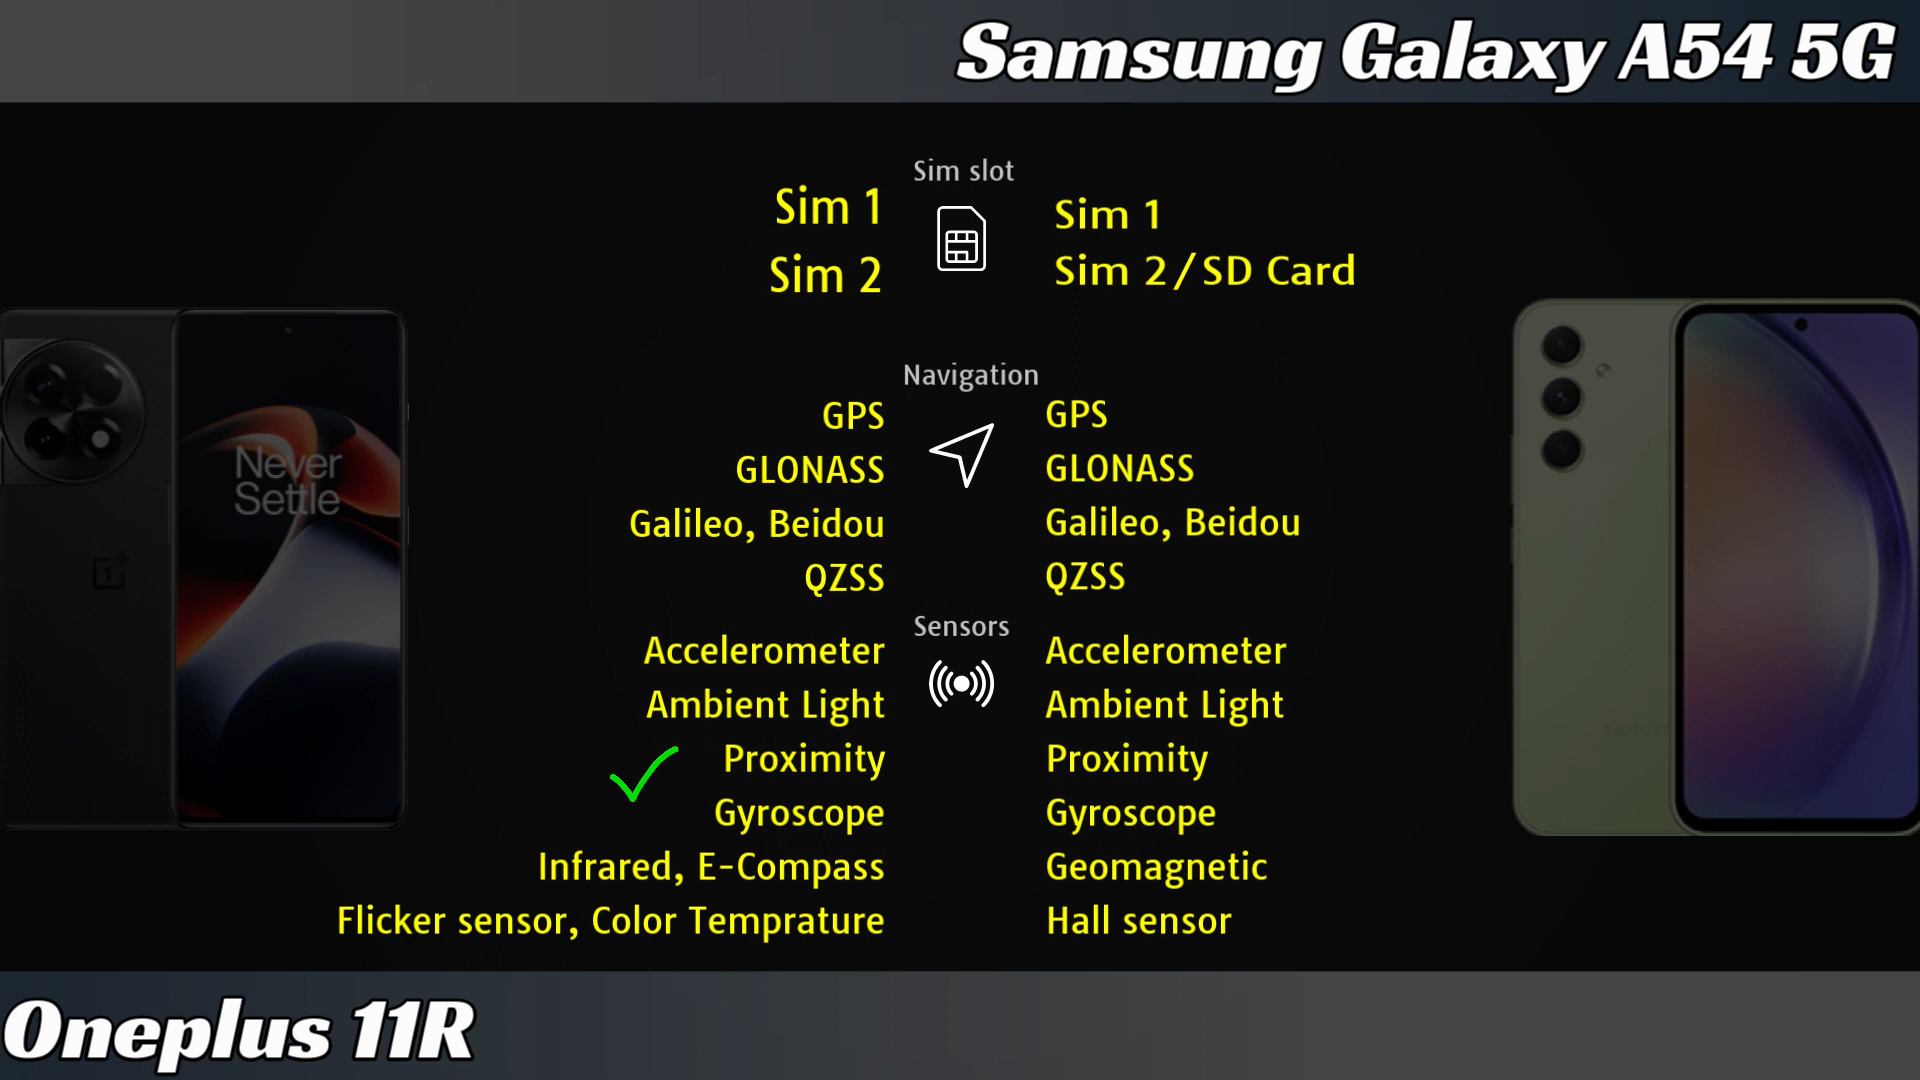 Samsung Galaxy A54 5G
Sim slot
Sim 1
Sim 2
Sim 1
Sim 2/SD Card
Navigation
GPS
GLONASS
Galileo, Beidou
QZSS
GPS
GLONASS
Galileo, Beidou
QZSS
Sensors
Accelerometer
Ambient Light
Proximity
Gyroscope
Infrared, E-Compass
Flicker sensor, Color Temprature
Accelerometer
Ambient Light
Proximity
Gyroscope
Geomagnetic
Hall sensor
Never
Settle
1+
SAMSUNG
Oneplus 11R